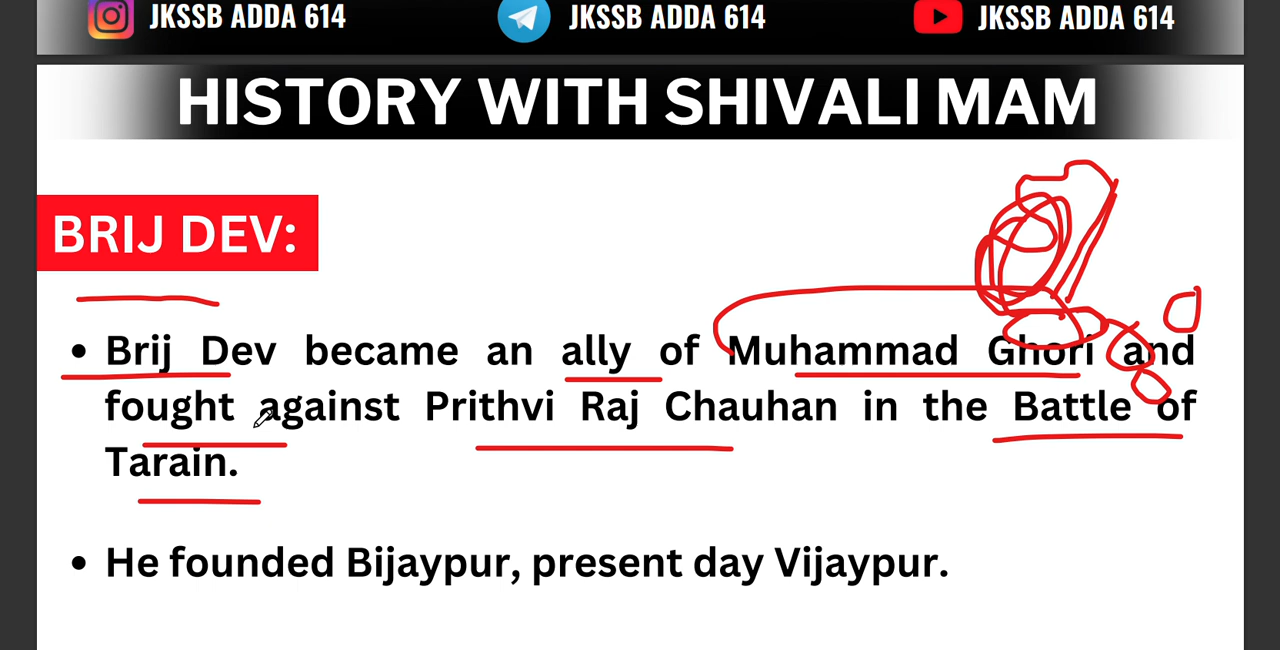 JKSSB ADDA 614 JKSSB ADDA 614 JKSSB ADDA 614
HISTORY WITH SHIVALI MAM
BRIJ DEV:
• Brij Dev became an ally of Muhammad Ghori and
fought against Prithvi Raj Chauhan in the Battle of
Tarain.
• He founded Bijaypur, present day Vijaypur.